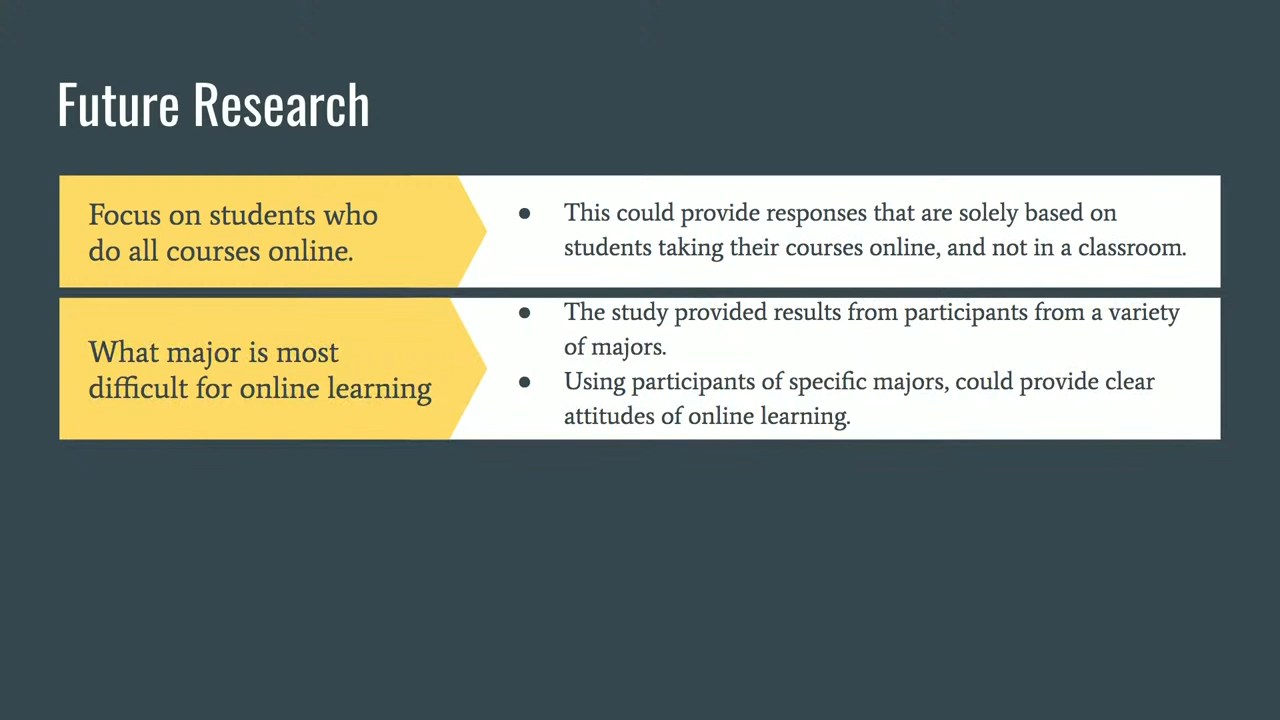 Future Research
Focus on students who
do all courses online.
● This could provide responses that are solely based on
students taking their courses online, and not in a classroom.
What major is most
difficult for online learning
● The study provided results from participants from a variety
of majors.
● Using participants of specific majors, could provide clear
attitudes of online learning.